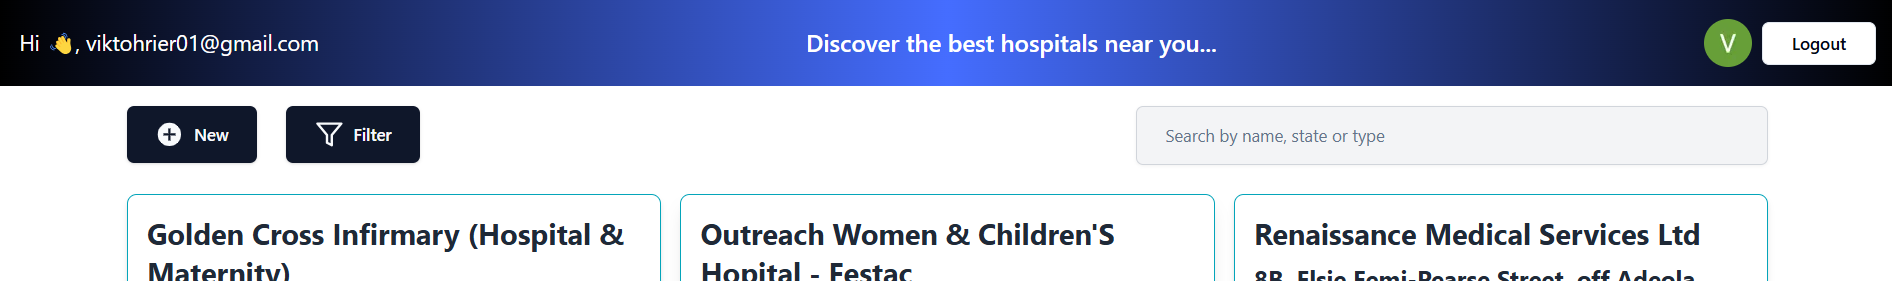 Hi 👋, viktohrier01@gmail.com
Discover the best hospitals near you...
V
Logout
New
Filter
Search by name, state or type
Golden Cross Infirmary (Hospital &
Maternity)
Outreach Women & Children'S
Hopital - Festac
Renaissance Medical Services Ltd
8B, Elsie Femi-Pearse Street, off Adeola